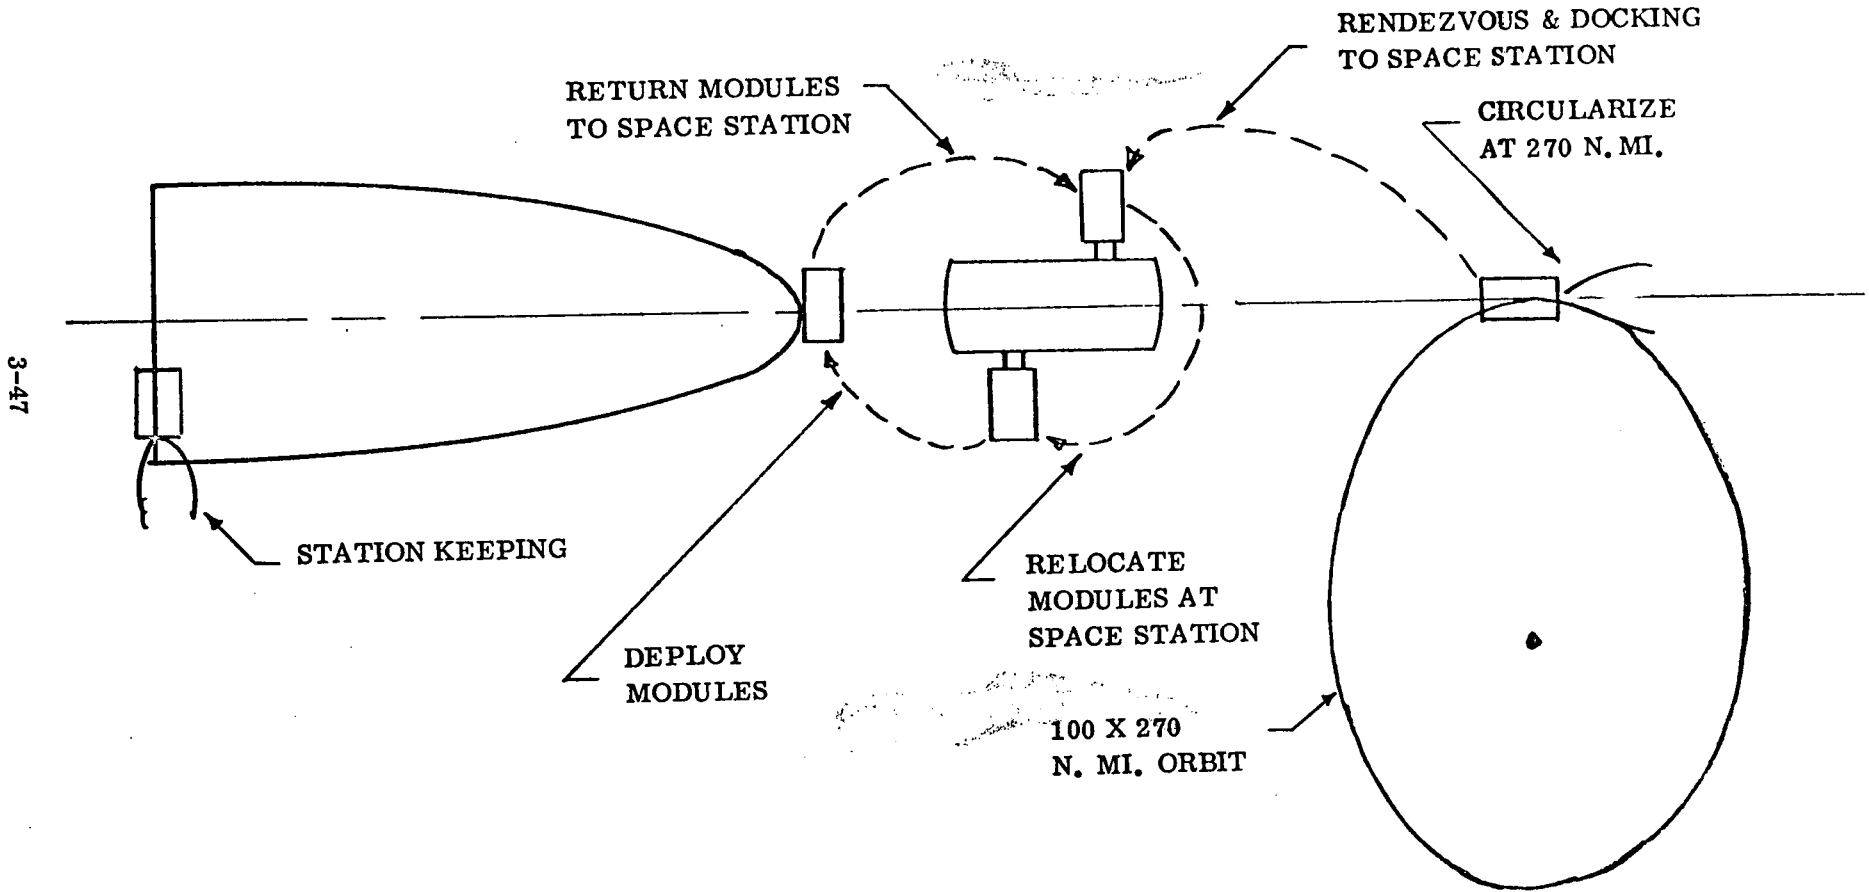 RENDEZVOUS & DOCKING
TO SPACE STATION
RETURN MODULES
TO SPACE STATION
CIRCULARIZE
AT 270 N. MI.
3-47
STATION KEEPING
RELOCATE
MODULES AT
SPACE STATION
DEPLOY
MODULES
100 X 270
N. MI. ORBIT